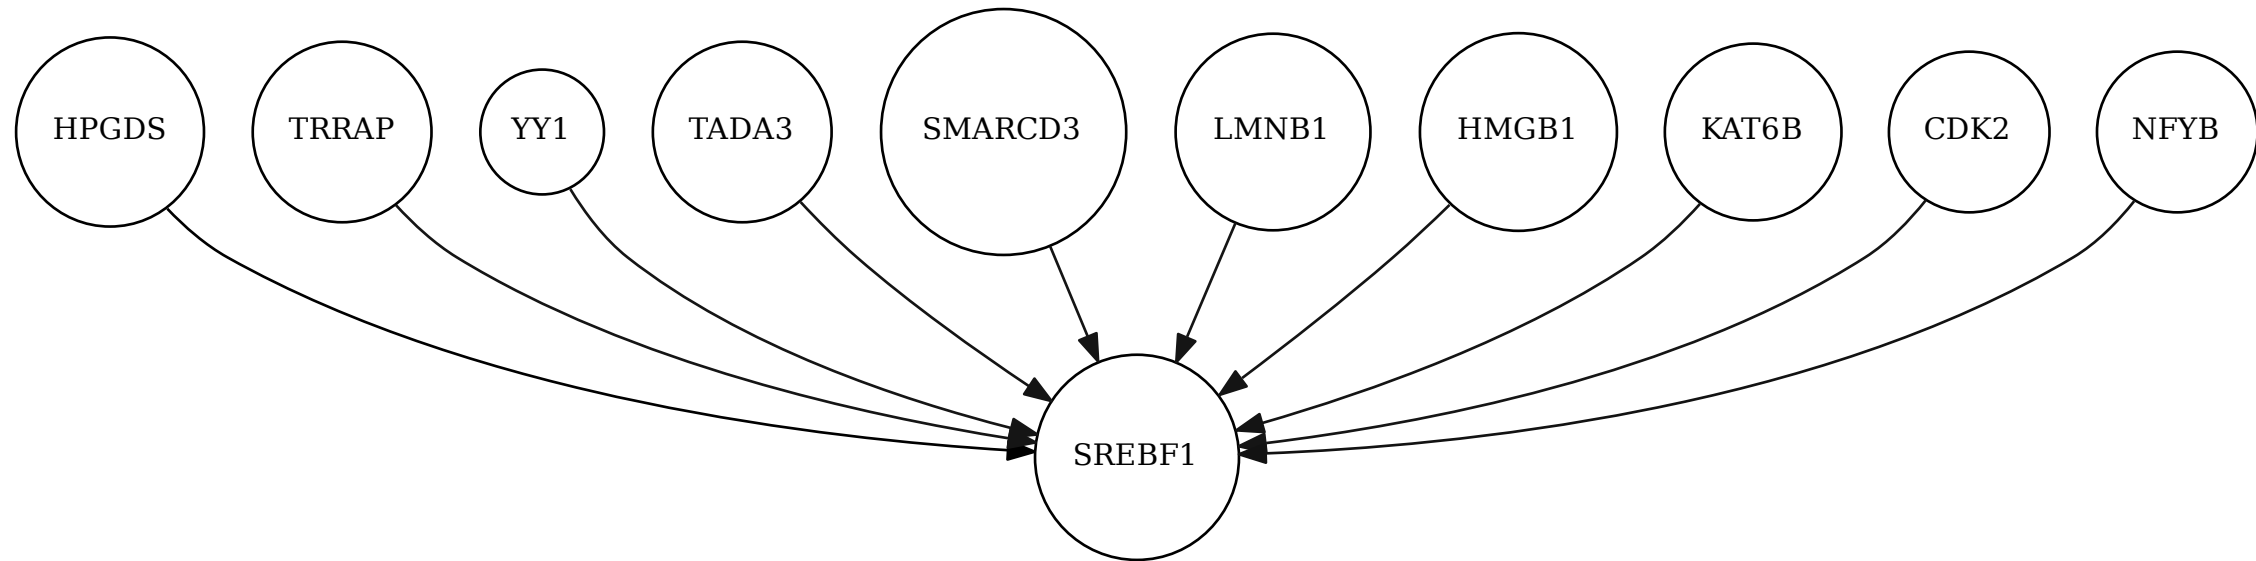 HPGDS
TRRAP
YY1
TADA3
SMARCD3
LMNB1
HMGB1
KAT6B
CDK2
NFYB
SREBF1